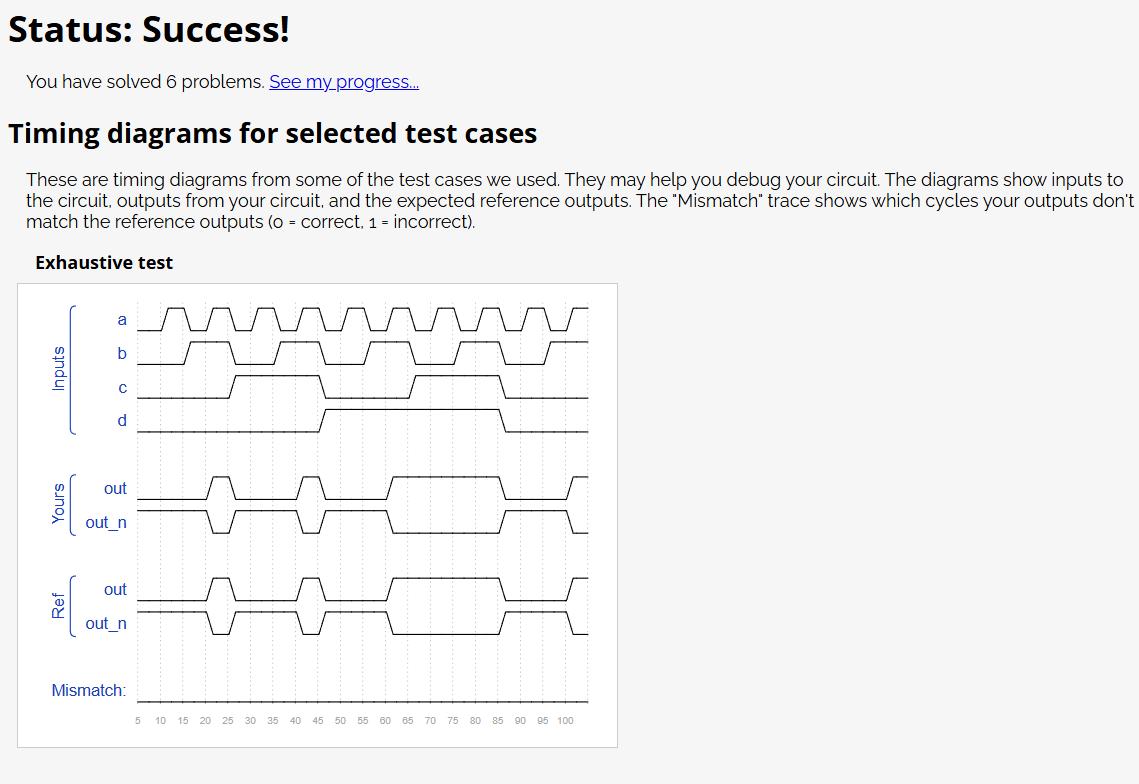 Status: Success!
You have solved 6 problems. See my progress...
Timing diagrams for selected test cases
These are timing diagrams from some of the test cases we used. They may help you debug your circuit. The diagrams show inputs to
the circuit, outputs from your circuit, and the expected reference outputs. The "Mismatch" trace shows which cycles your outputs don't
match the reference outputs (0 = correct, 1 = incorrect).
Exhaustive test
Inputs
a
b
c
d
Yours
out
out_n
Ref
out
out_n
Mismatch:
5 10 15 20 25 30 35 40 45 50 55 60 65 70 75 80 85 90 95 100